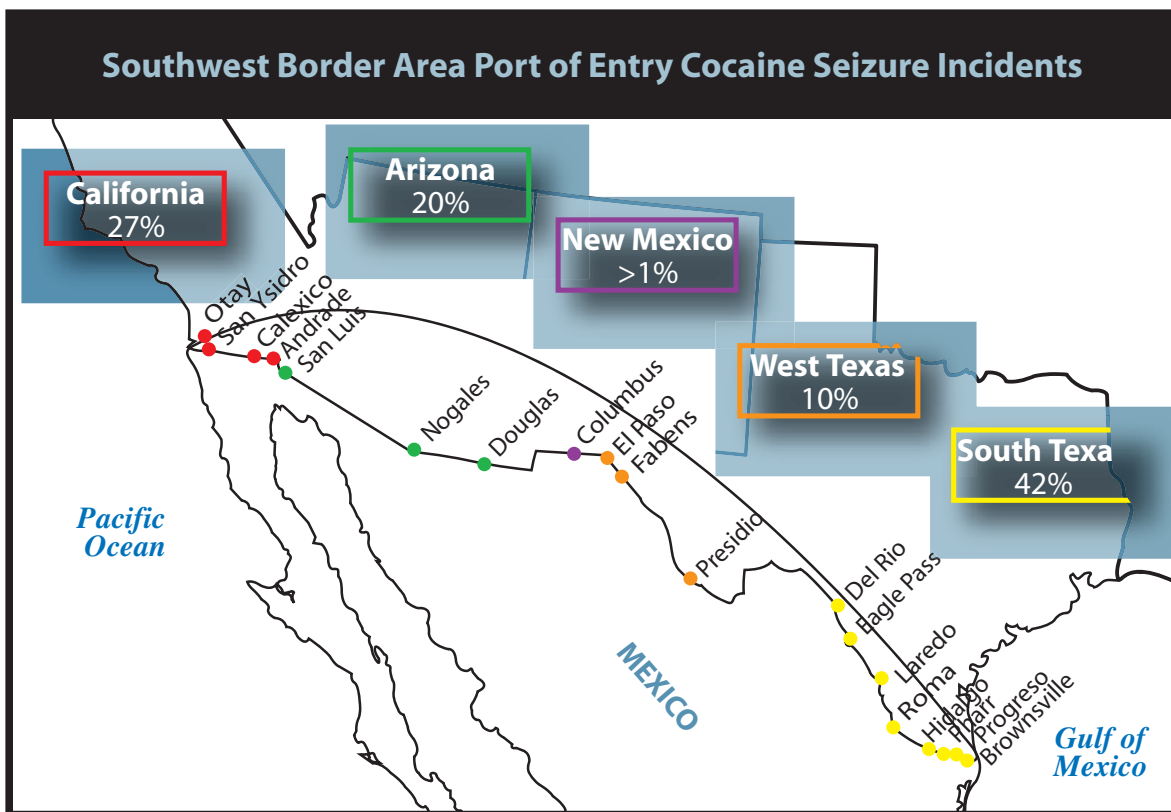 Southwest Border Area Port of Entry Cocaine Seizure Incidents
California
27%
Arizona
20%
New Mexico
>1%
West Texas
10%
South Texa
42%
Otay
San Ysidro
Calexico
Andrade
San Luis
Nogales
Douglas
Columbus
El Paso
Fabens
Presidio
Del Rio
Eagle Pass
Laredo
Roma
Hidalgo
Pharr
Progreso
Brownsville
Pacific
Ocean
MEXICO
Gulf of
Mexico